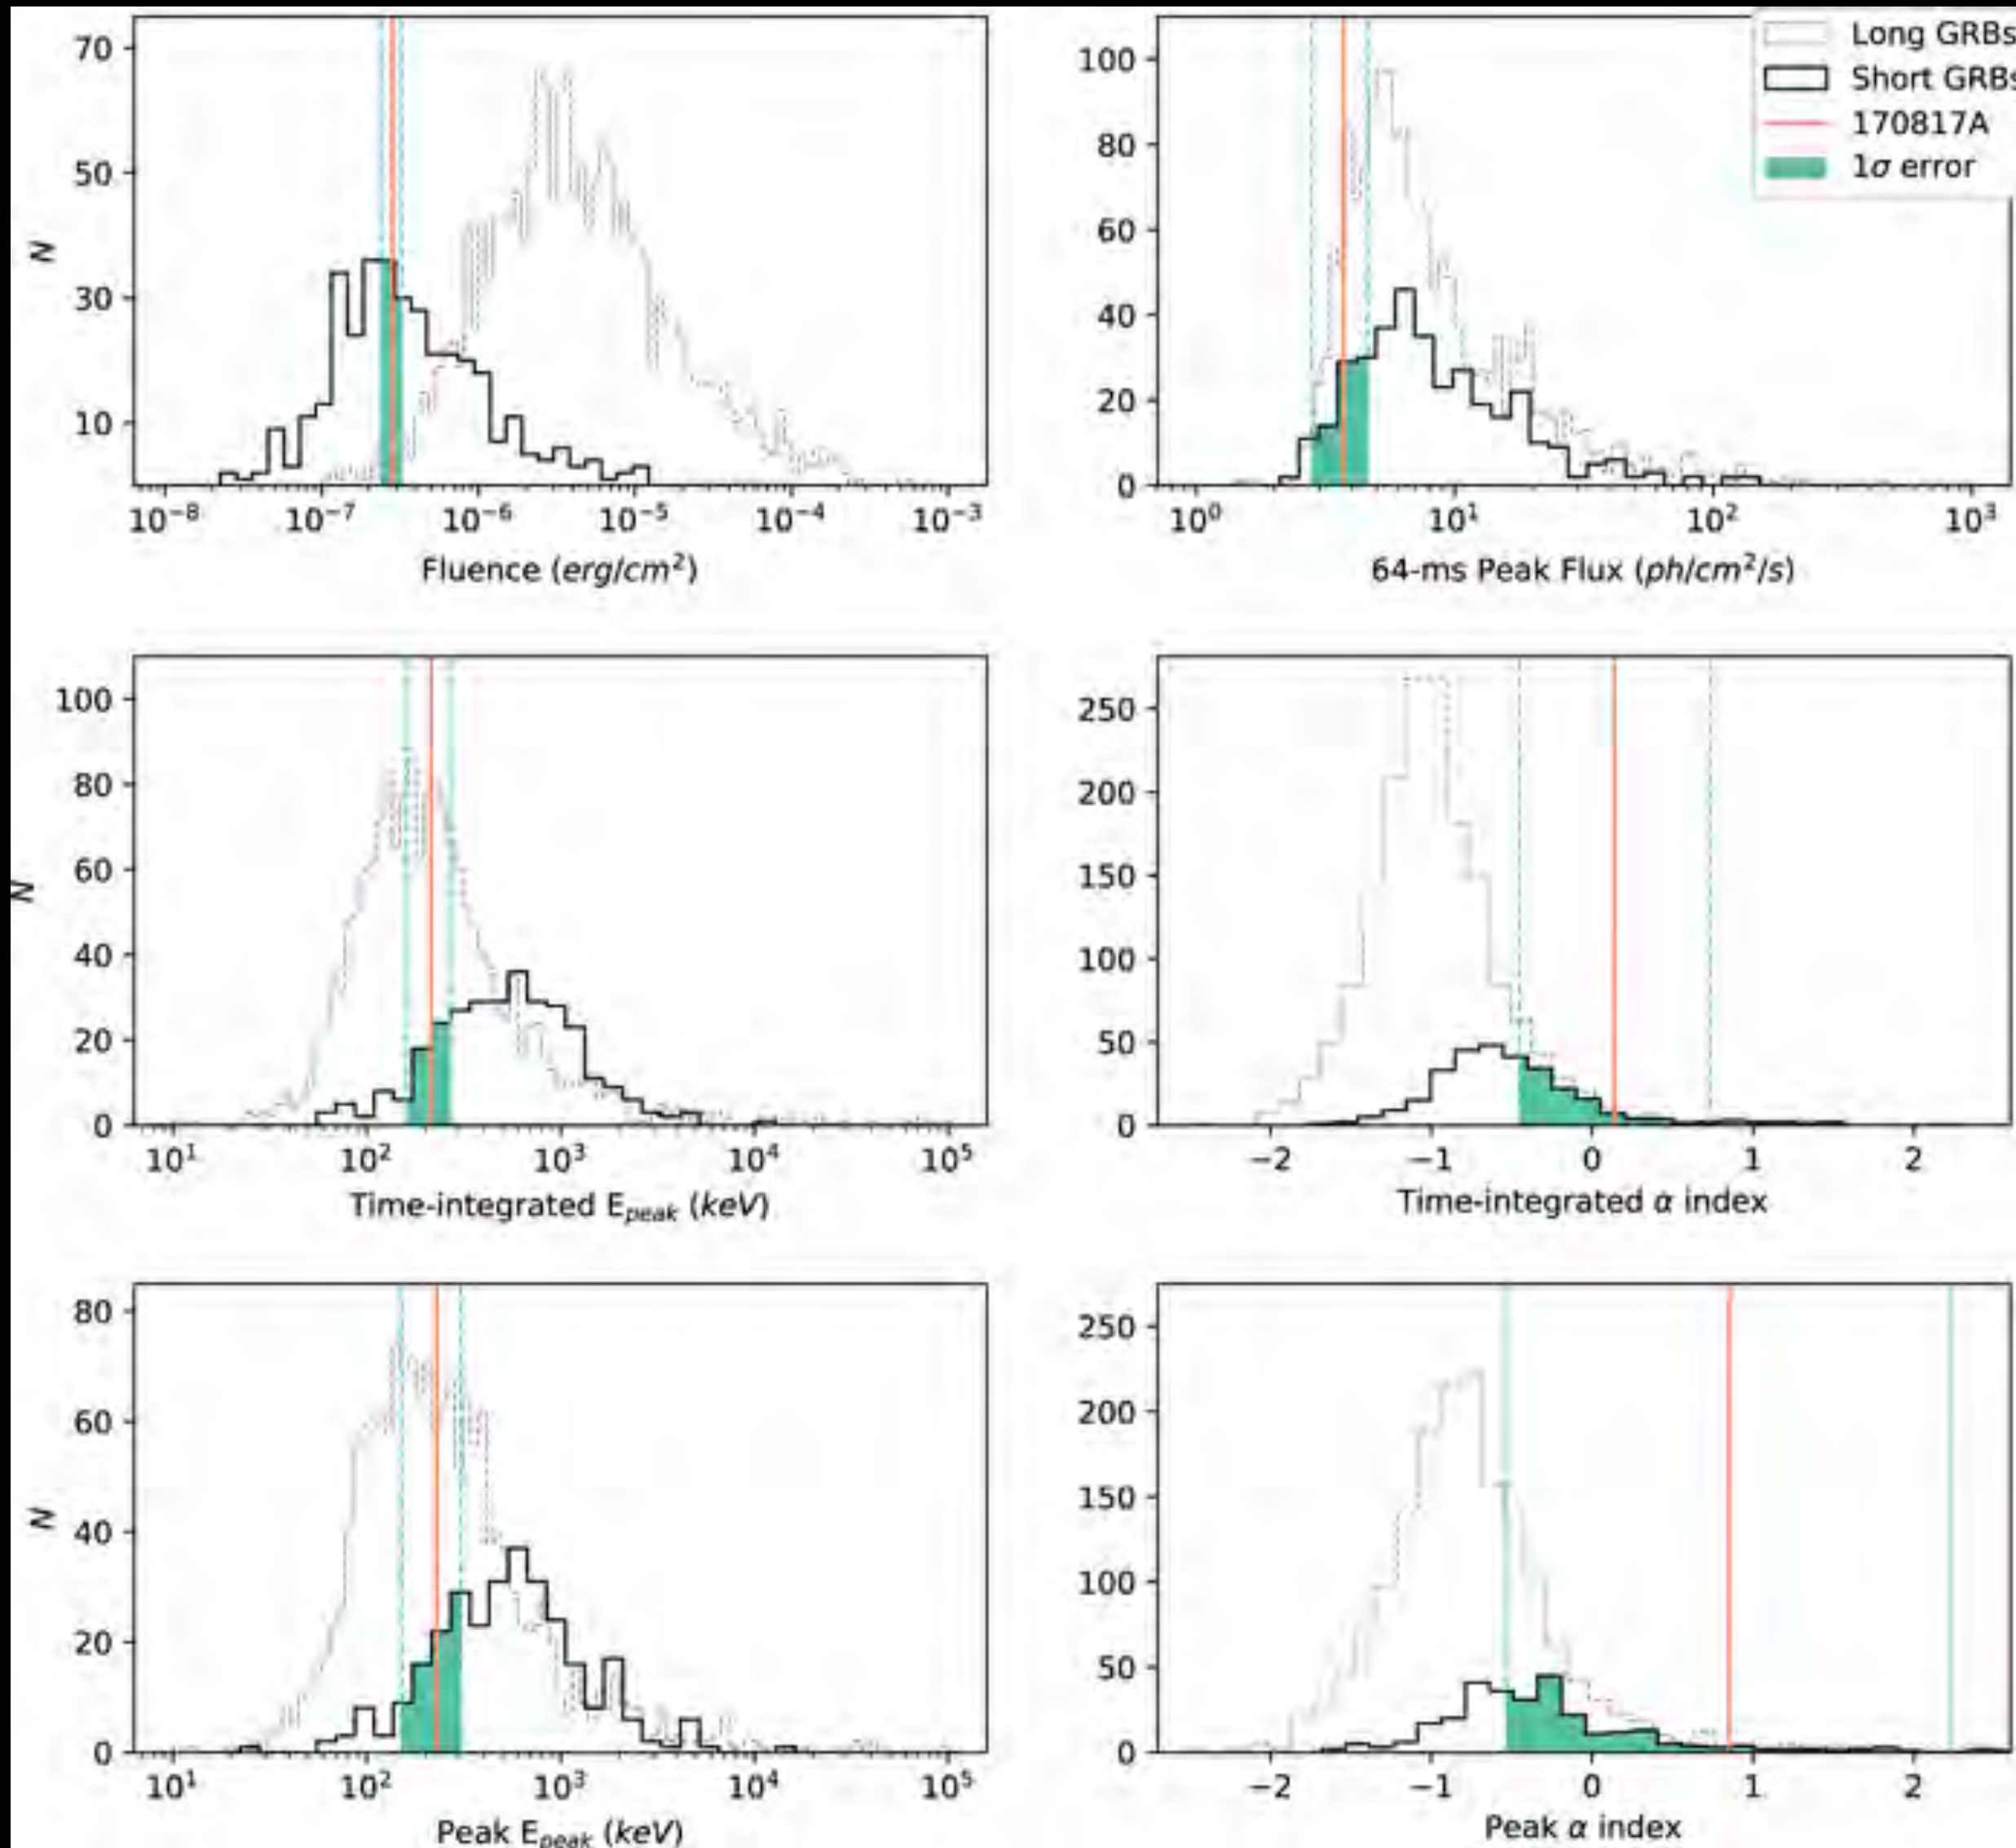 70
50
30
10
N
10⁻⁸ 10⁻⁷ 10⁻⁶ 10⁻⁵ 10⁻⁴ 10⁻³
Fluence (erg/cm²)
100
80
60
40
20
0
10⁰ 10¹ 10² 10³
64-ms Peak Flux (ph/cm²/s)
Long GRBs
Short GRBs
170817A
1σ error
100
80
60
40
20
0
N
10¹ 10² 10³ 10⁴ 10⁵
Time-integrated Epeak (keV)
250
200
150
100
50
0
−2 −1 0 1 2
Time-integrated α index
80
60
40
20
0
N
10¹ 10² 10³ 10⁴ 10⁵
Peak Epeak (keV)
250
200
150
100
50
0
−2 −1 0 1 2
Peak α index